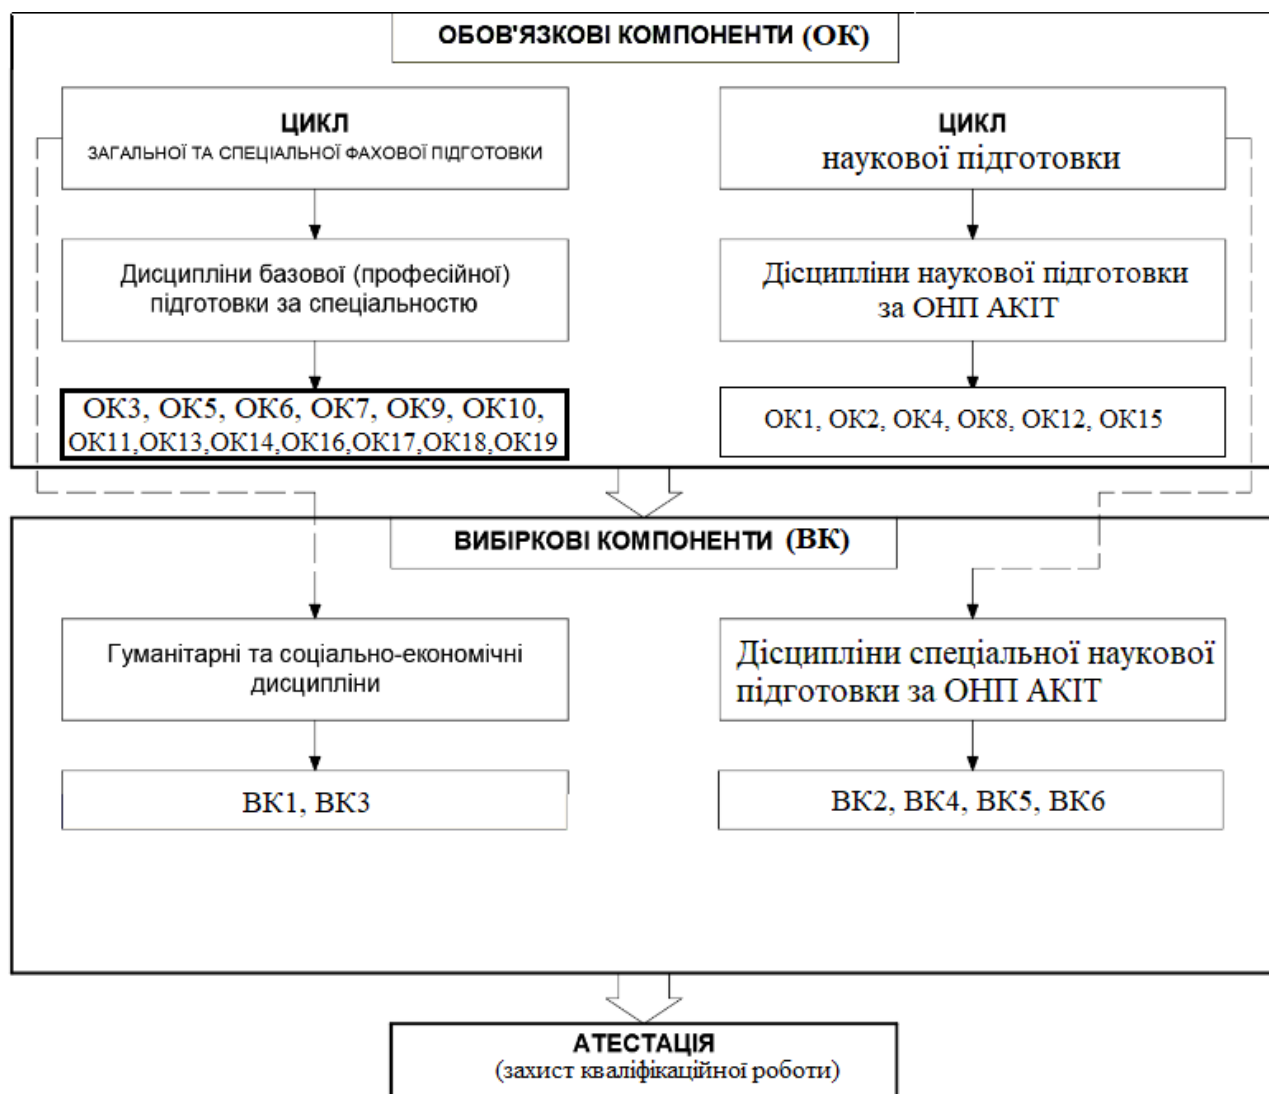 ОБОВ'ЯЗКОВІ КОМПОНЕНТИ (ОК)
ЦИКЛ
ЗАГАЛЬНОЇ ТА СПЕЦІАЛЬНОЇ ФАХОВОЇ ПІДГОТОВКИ
ЦИКЛ
наукової підготовки
Дисципліни базової (професійної)
підготовки за спеціальностю
Дісципліни наукової підготовки
за ОНП АКІТ
ОК3, ОК5, ОК6, ОК7, ОК9, ОК10,
ОК11,ОК13,ОК14,ОК16,ОК17,ОК18,ОК19
ОК1, ОК2, ОК4, ОК8, ОК12, ОК15
ВИБІРКОВІ КОМПОНЕНТИ (ВК)
Гуманітарні та соціально-економічні
дисципліни
Дісципліни спеціальної наукової
підготовки за ОНП АКІТ
ВК1, ВК3
ВК2, ВК4, ВК5, ВК6
АТЕСТАЦІЯ
(захист кваліфікаційної роботи)